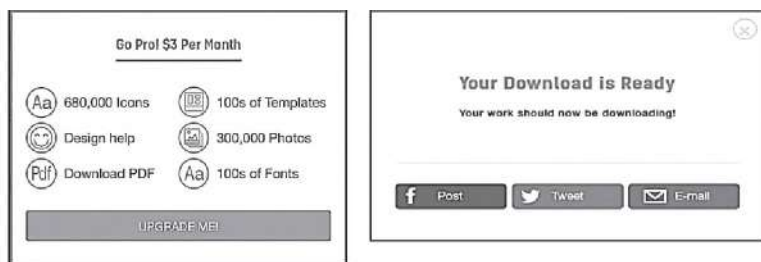 Go Pro! $3 Per Month
Aa 680,000 Icons
100s of Templates
Design help
300,000 Photos
Pdf Download PDF
Aa 100s of Fonts
UPGRADE ME!
Your Download is Ready
Your work should now be downloading!
f Post
Tweet
E-mail